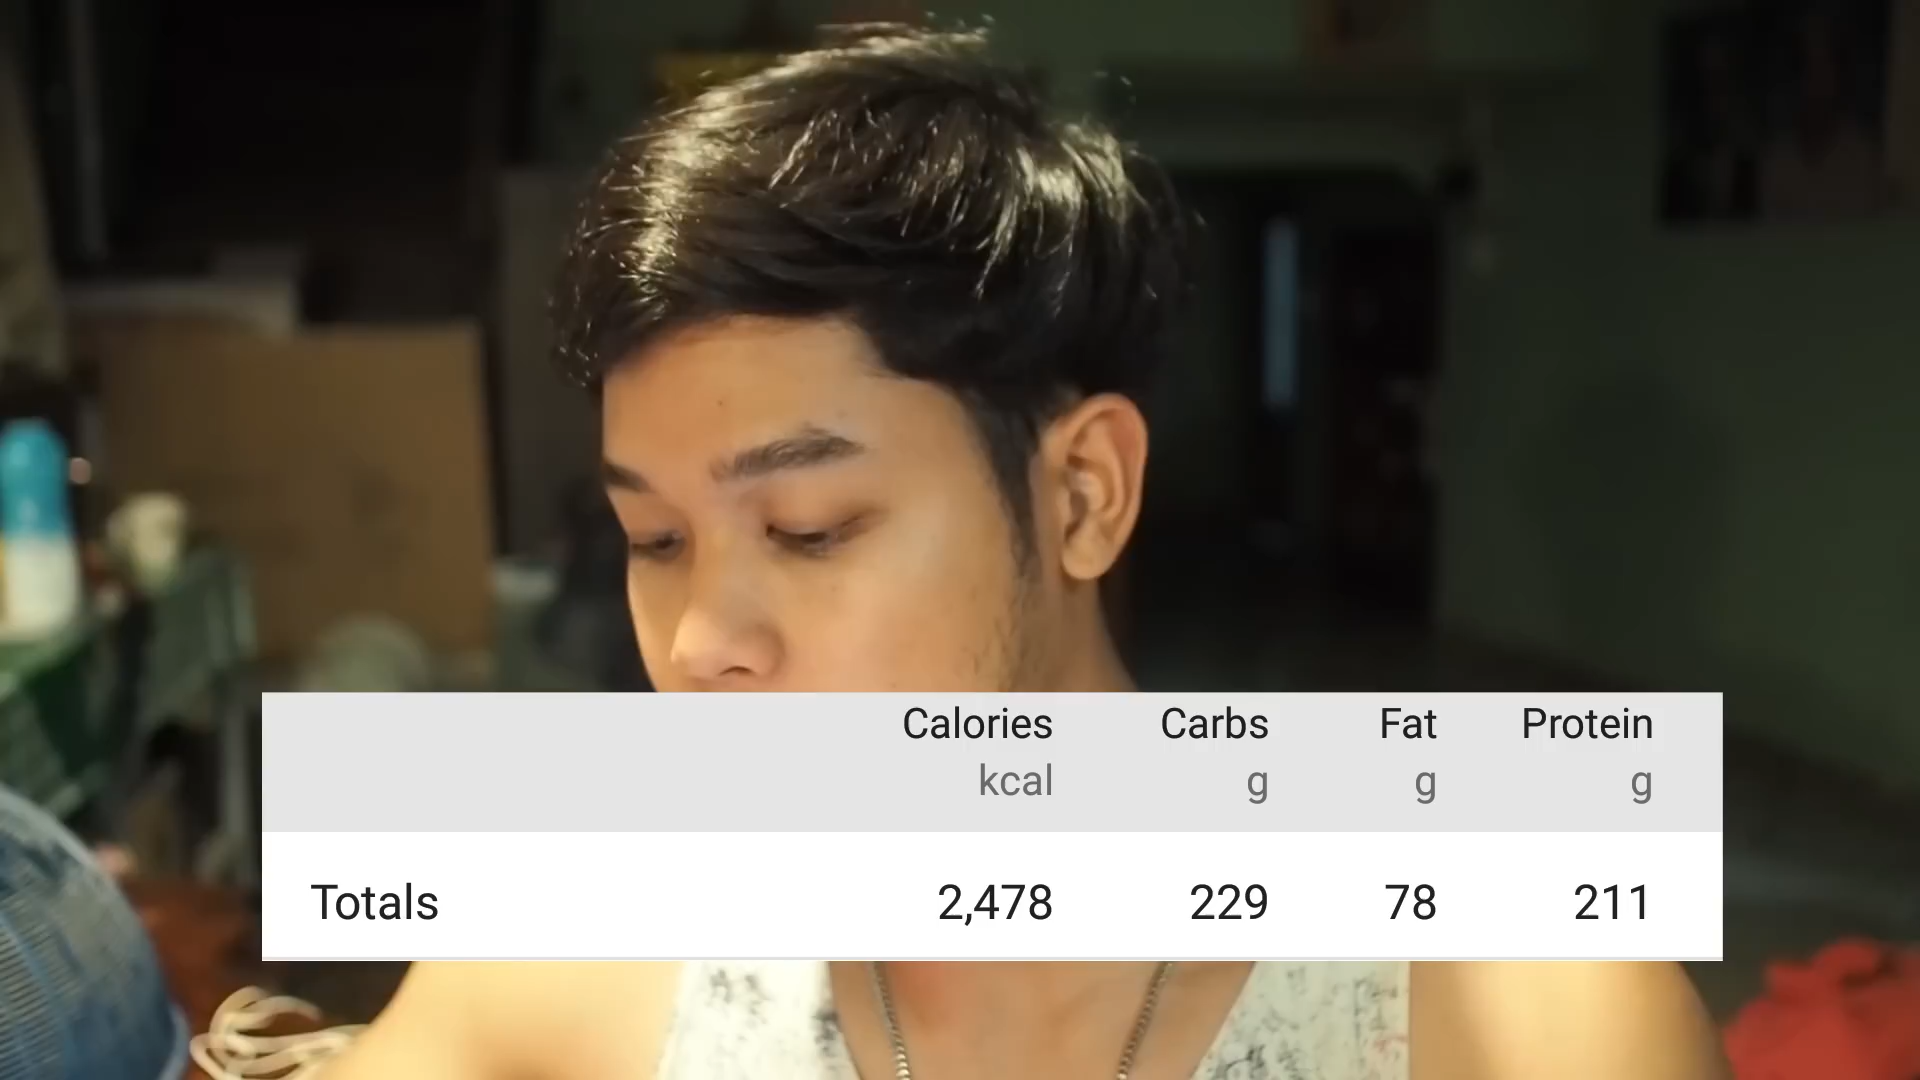 Calories Carbs Fat Protein
kcal g g g
Totals 2,478 229 78 211